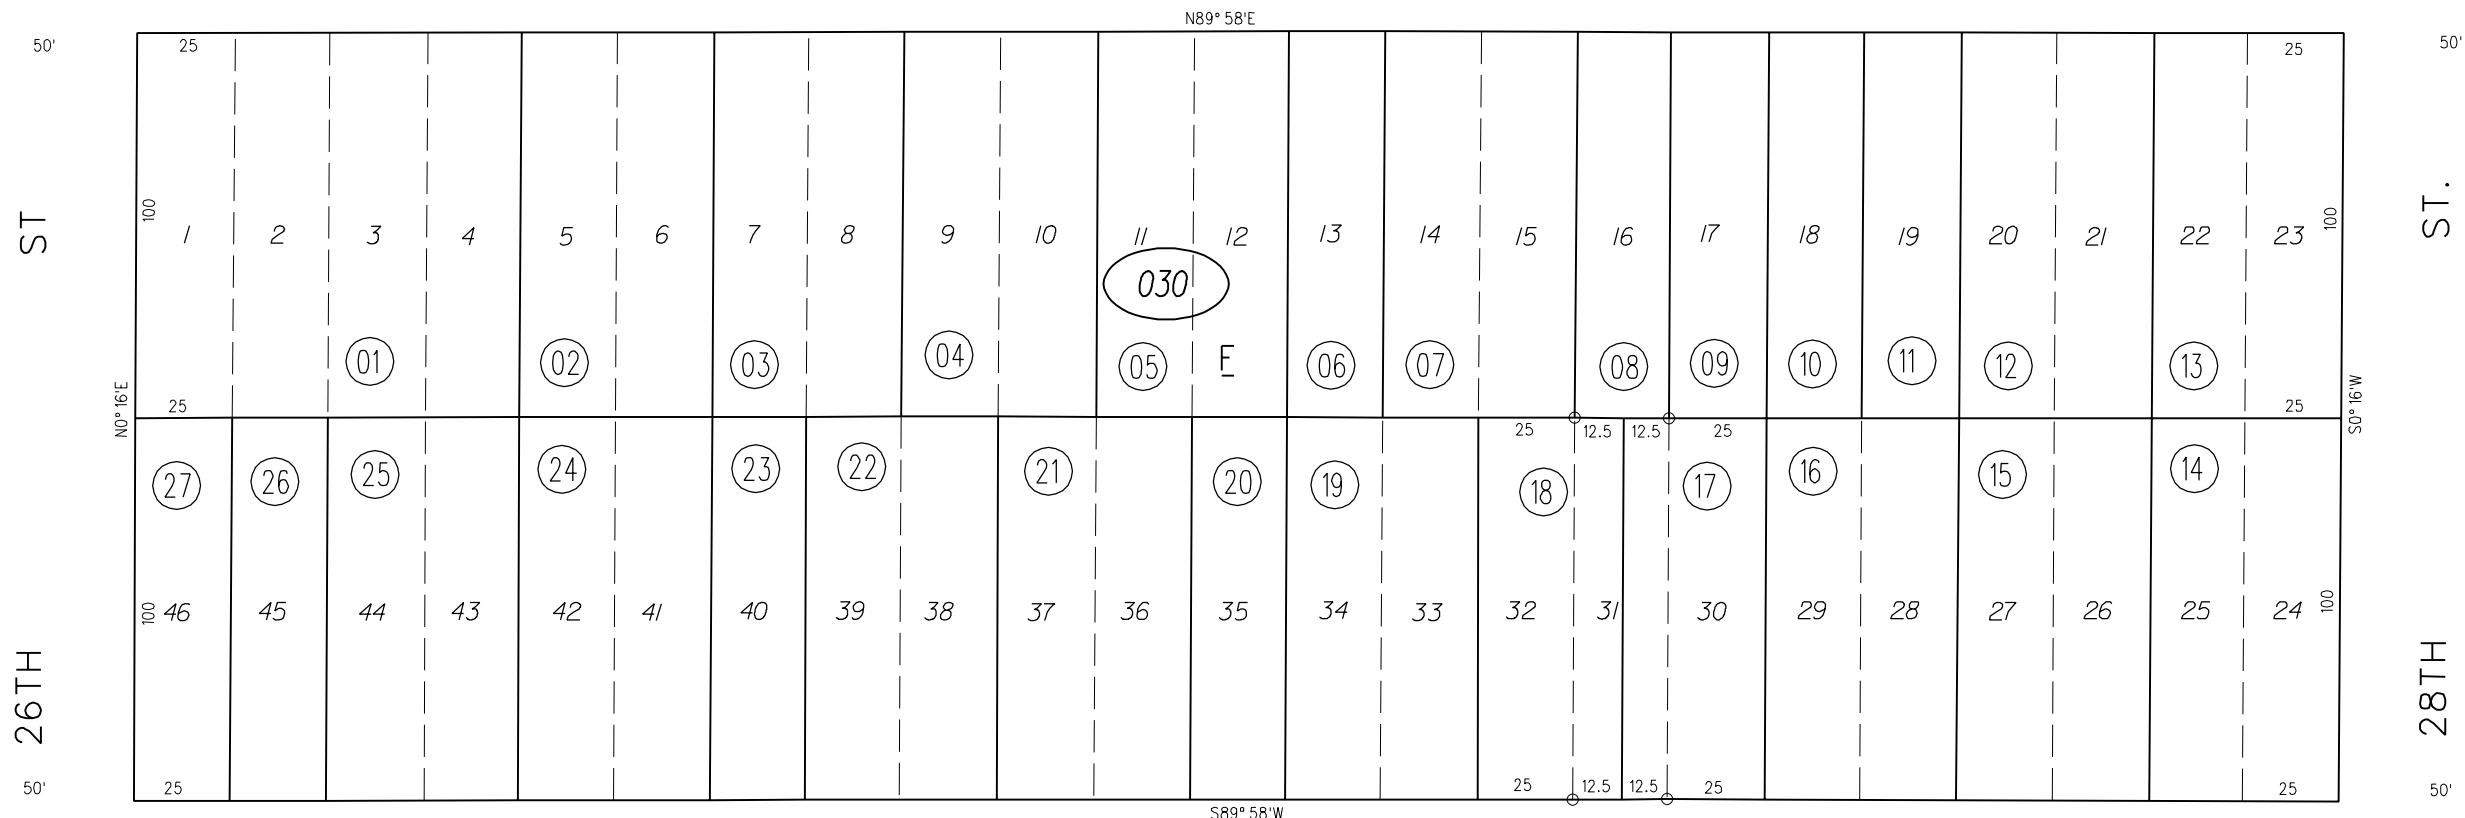 N89° 58'E
50' 25 25 50'
ST 100 100 ST.
1 2 3 4 5 6 7 8 9 10 11 12 13 14 15 16 17 18 19 20 21 22 23
030
01 02 03 04 05 F 06 07 08 09 10 11 12 13
N0° 16'E 25 25 S0° 16'W
25 12.5 12.5 25
27 26 25 24 23 22 21 20 19 18 17 16 15 14
100 46 45 44 43 42 41 40 39 38 37 36 35 34 33 32 31 30 29 28 27 26 25 24 100
26TH 28TH
50' 25 25 12.5 12.5 25 25 50'
S89° 58'W